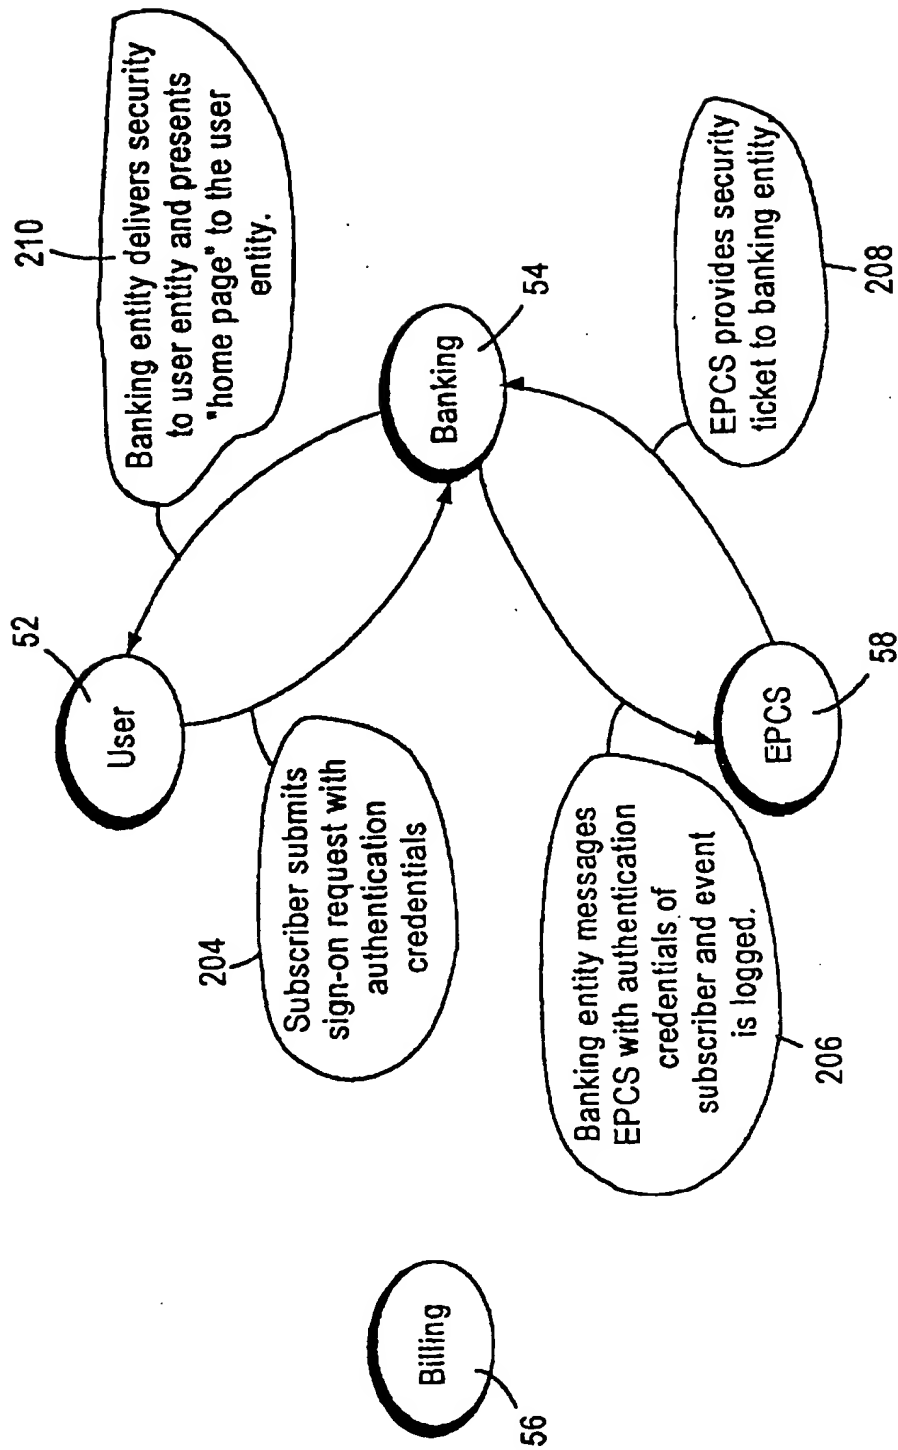 210
Banking entity delivers security
to user entity and presents
"home page" to the user
entity.
52
User
Banking
54
204
Subscriber submits
sign-on request with
authentication
credentials
EPCS provides security
ticket to banking entity.
208
Banking entity messages
EPCS with authentication
credentials of
subscriber and event
is logged.
206
EPCS
58
Billing
56